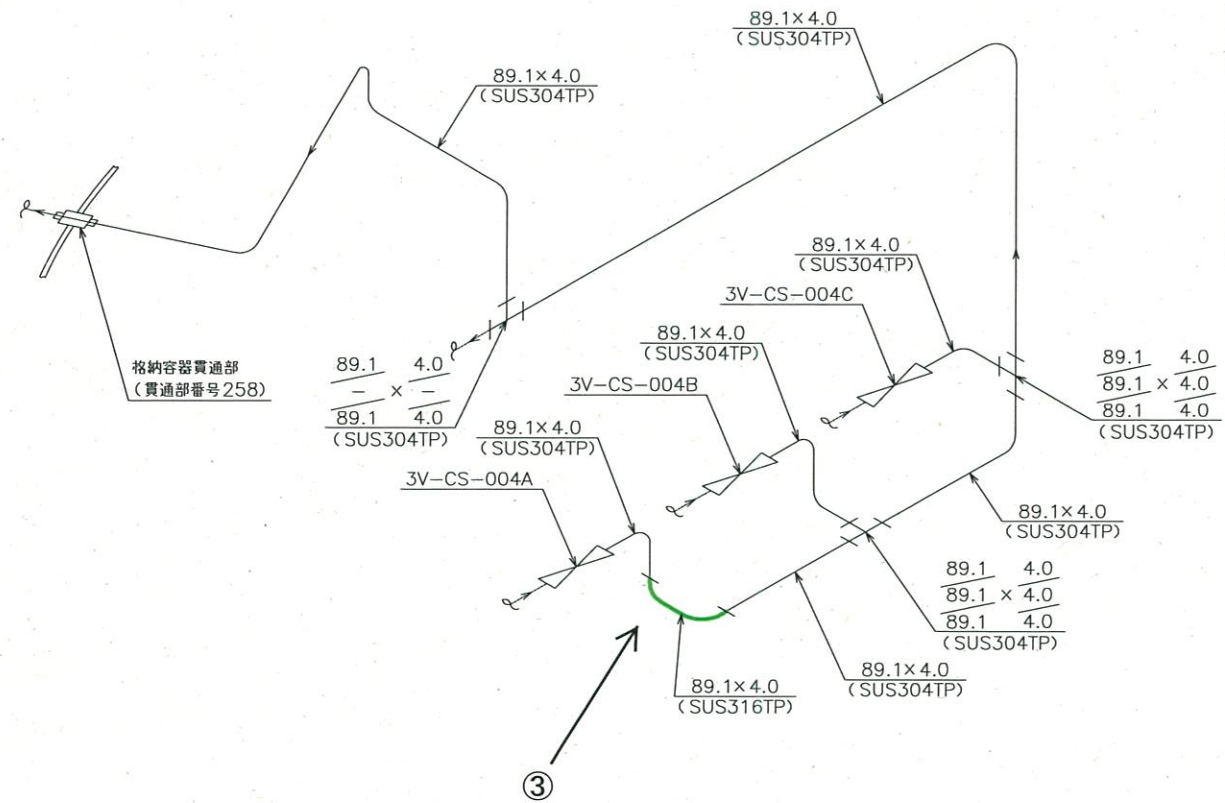 89.1×4.0
(SUS304TP)
89.1×4.0
(SUS304TP)
89.1×4.0
(SUS304TP)
3V-CS-004C
89.1×4.0
(SUS304TP)
3V-CS-004B
格納容器貫通部
(貫通部番号258)
89.1 4.0
- × -
89.1 4.0
(SUS304TP)
89.1 4.0
89.1 × 4.0
89.1 4.0
(SUS304TP)
89.1×4.0
(SUS304TP)
3V-CS-004A
89.1×4.0
(SUS304TP)
89.1 4.0
89.1 × 4.0
89.1 4.0
(SUS304TP)
89.1×4.0
(SUS304TP)
89.1×4.0
(SUS316TP)
③